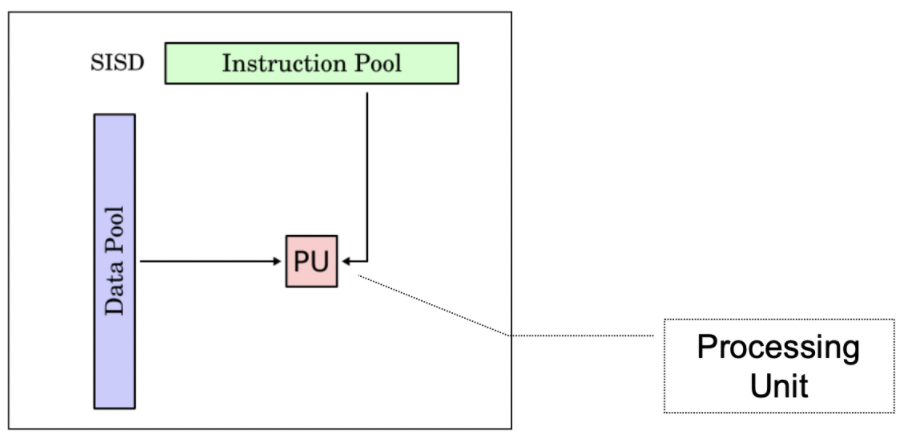 SISD
Instruction Pool
Data Pool
PU
Processing
Unit